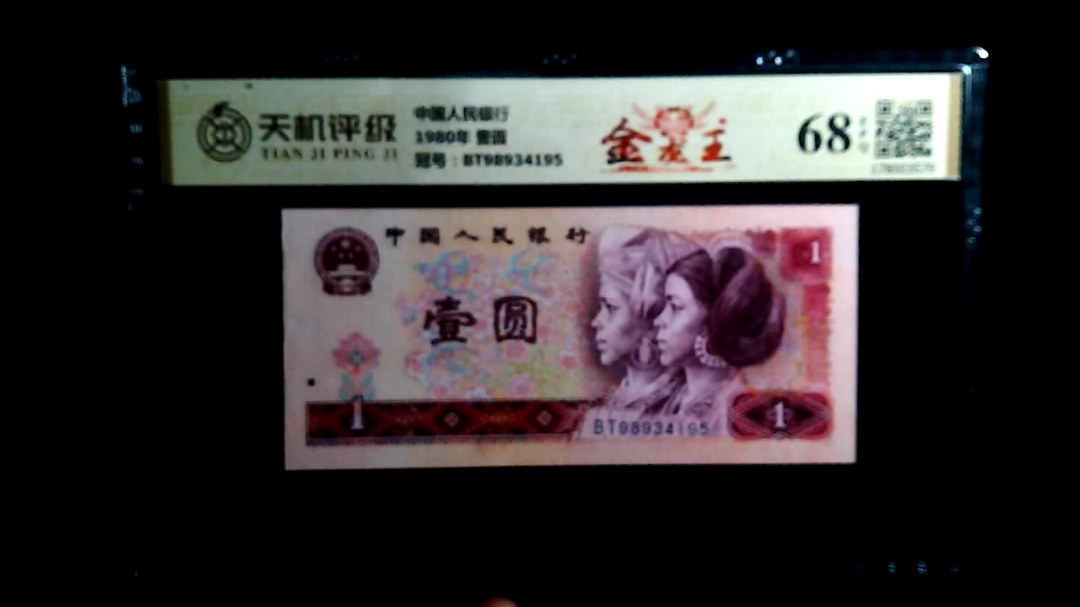 天机评级
TIAN JI PING JI
中国人民银行
1980年 壹圆
冠号：BT98934195
金龙王
68
中国人民银行
1
壹圆
1
BT98934195
1